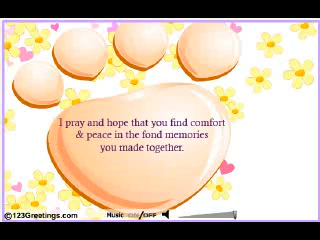 I pray and hope that you find comfort
& peace in the fond memories
you made together.
©123Greetings.com
Music ON/OFF